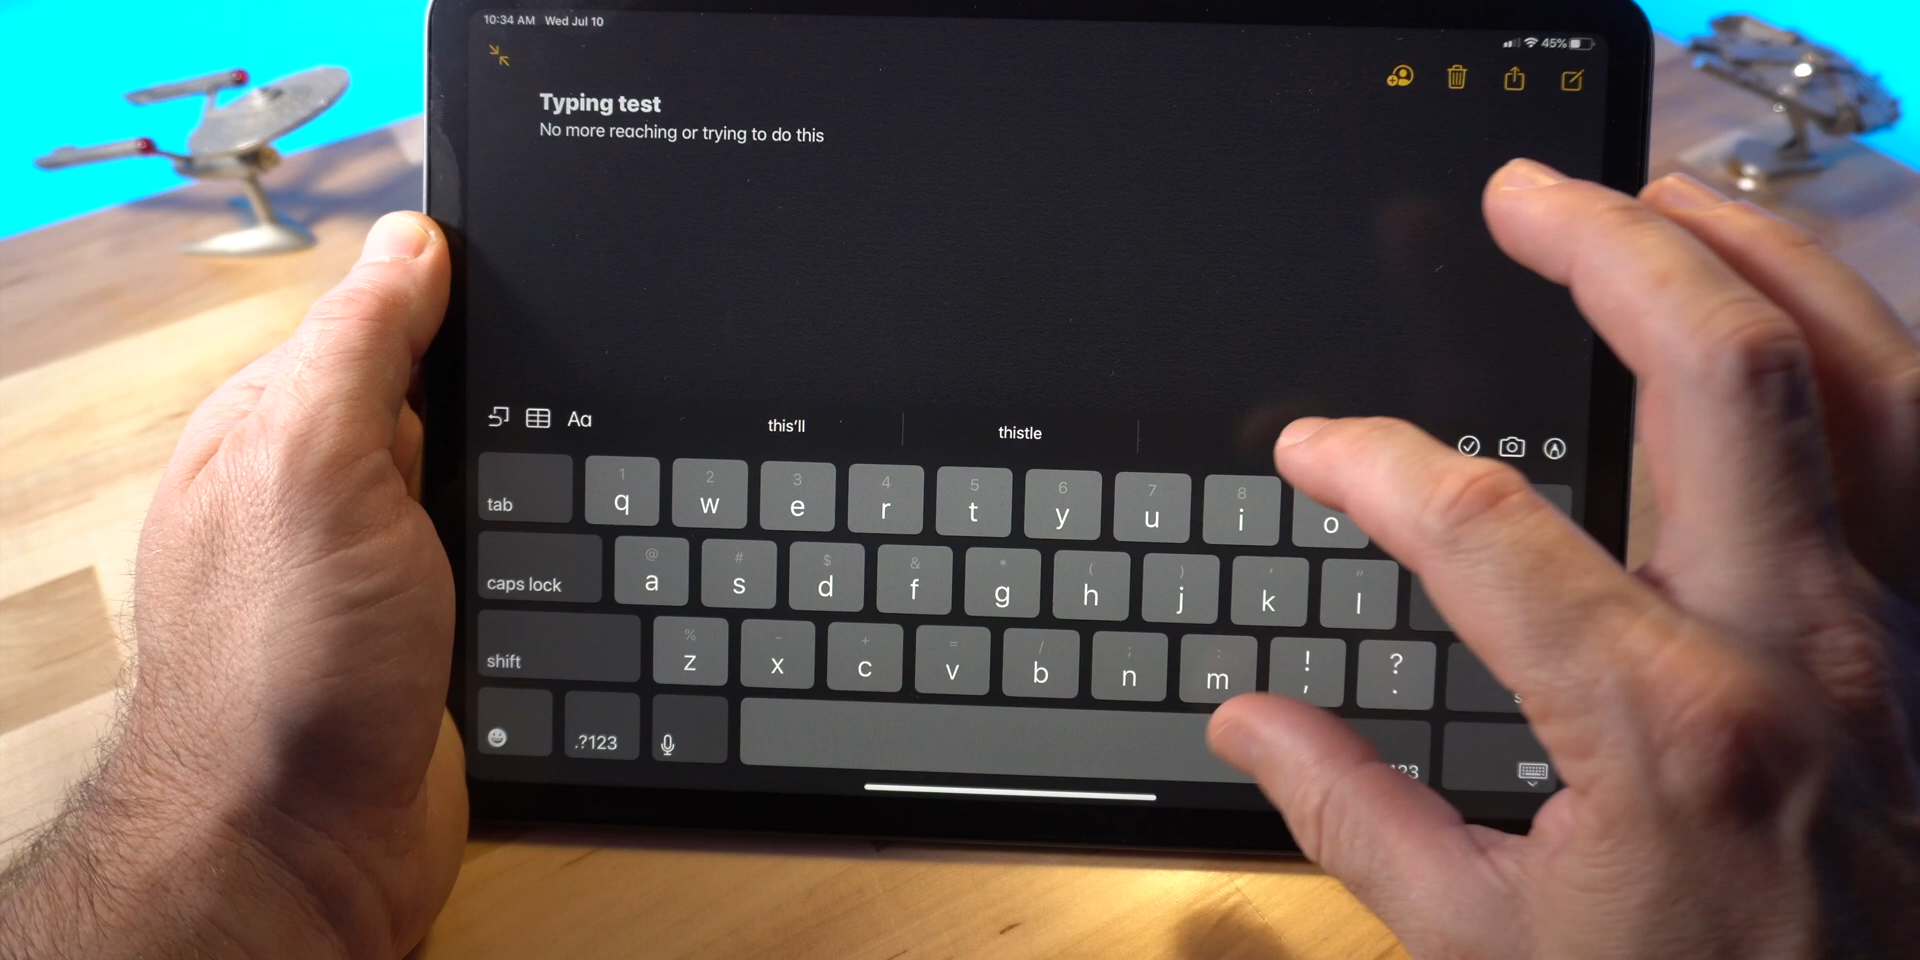 10:34 AM Wed Jul 10
45%
Typing test
No more reaching or trying to do this
Aa this'll thistle
tab 1 q 2 w 3 e 4 r 5 t 6 y 7 u 8 i o
caps lock @ a # s $ d & f * g ( h ) j ' k " l
shift % z - x + c = v / b ; n : m ! , ? .
.?123